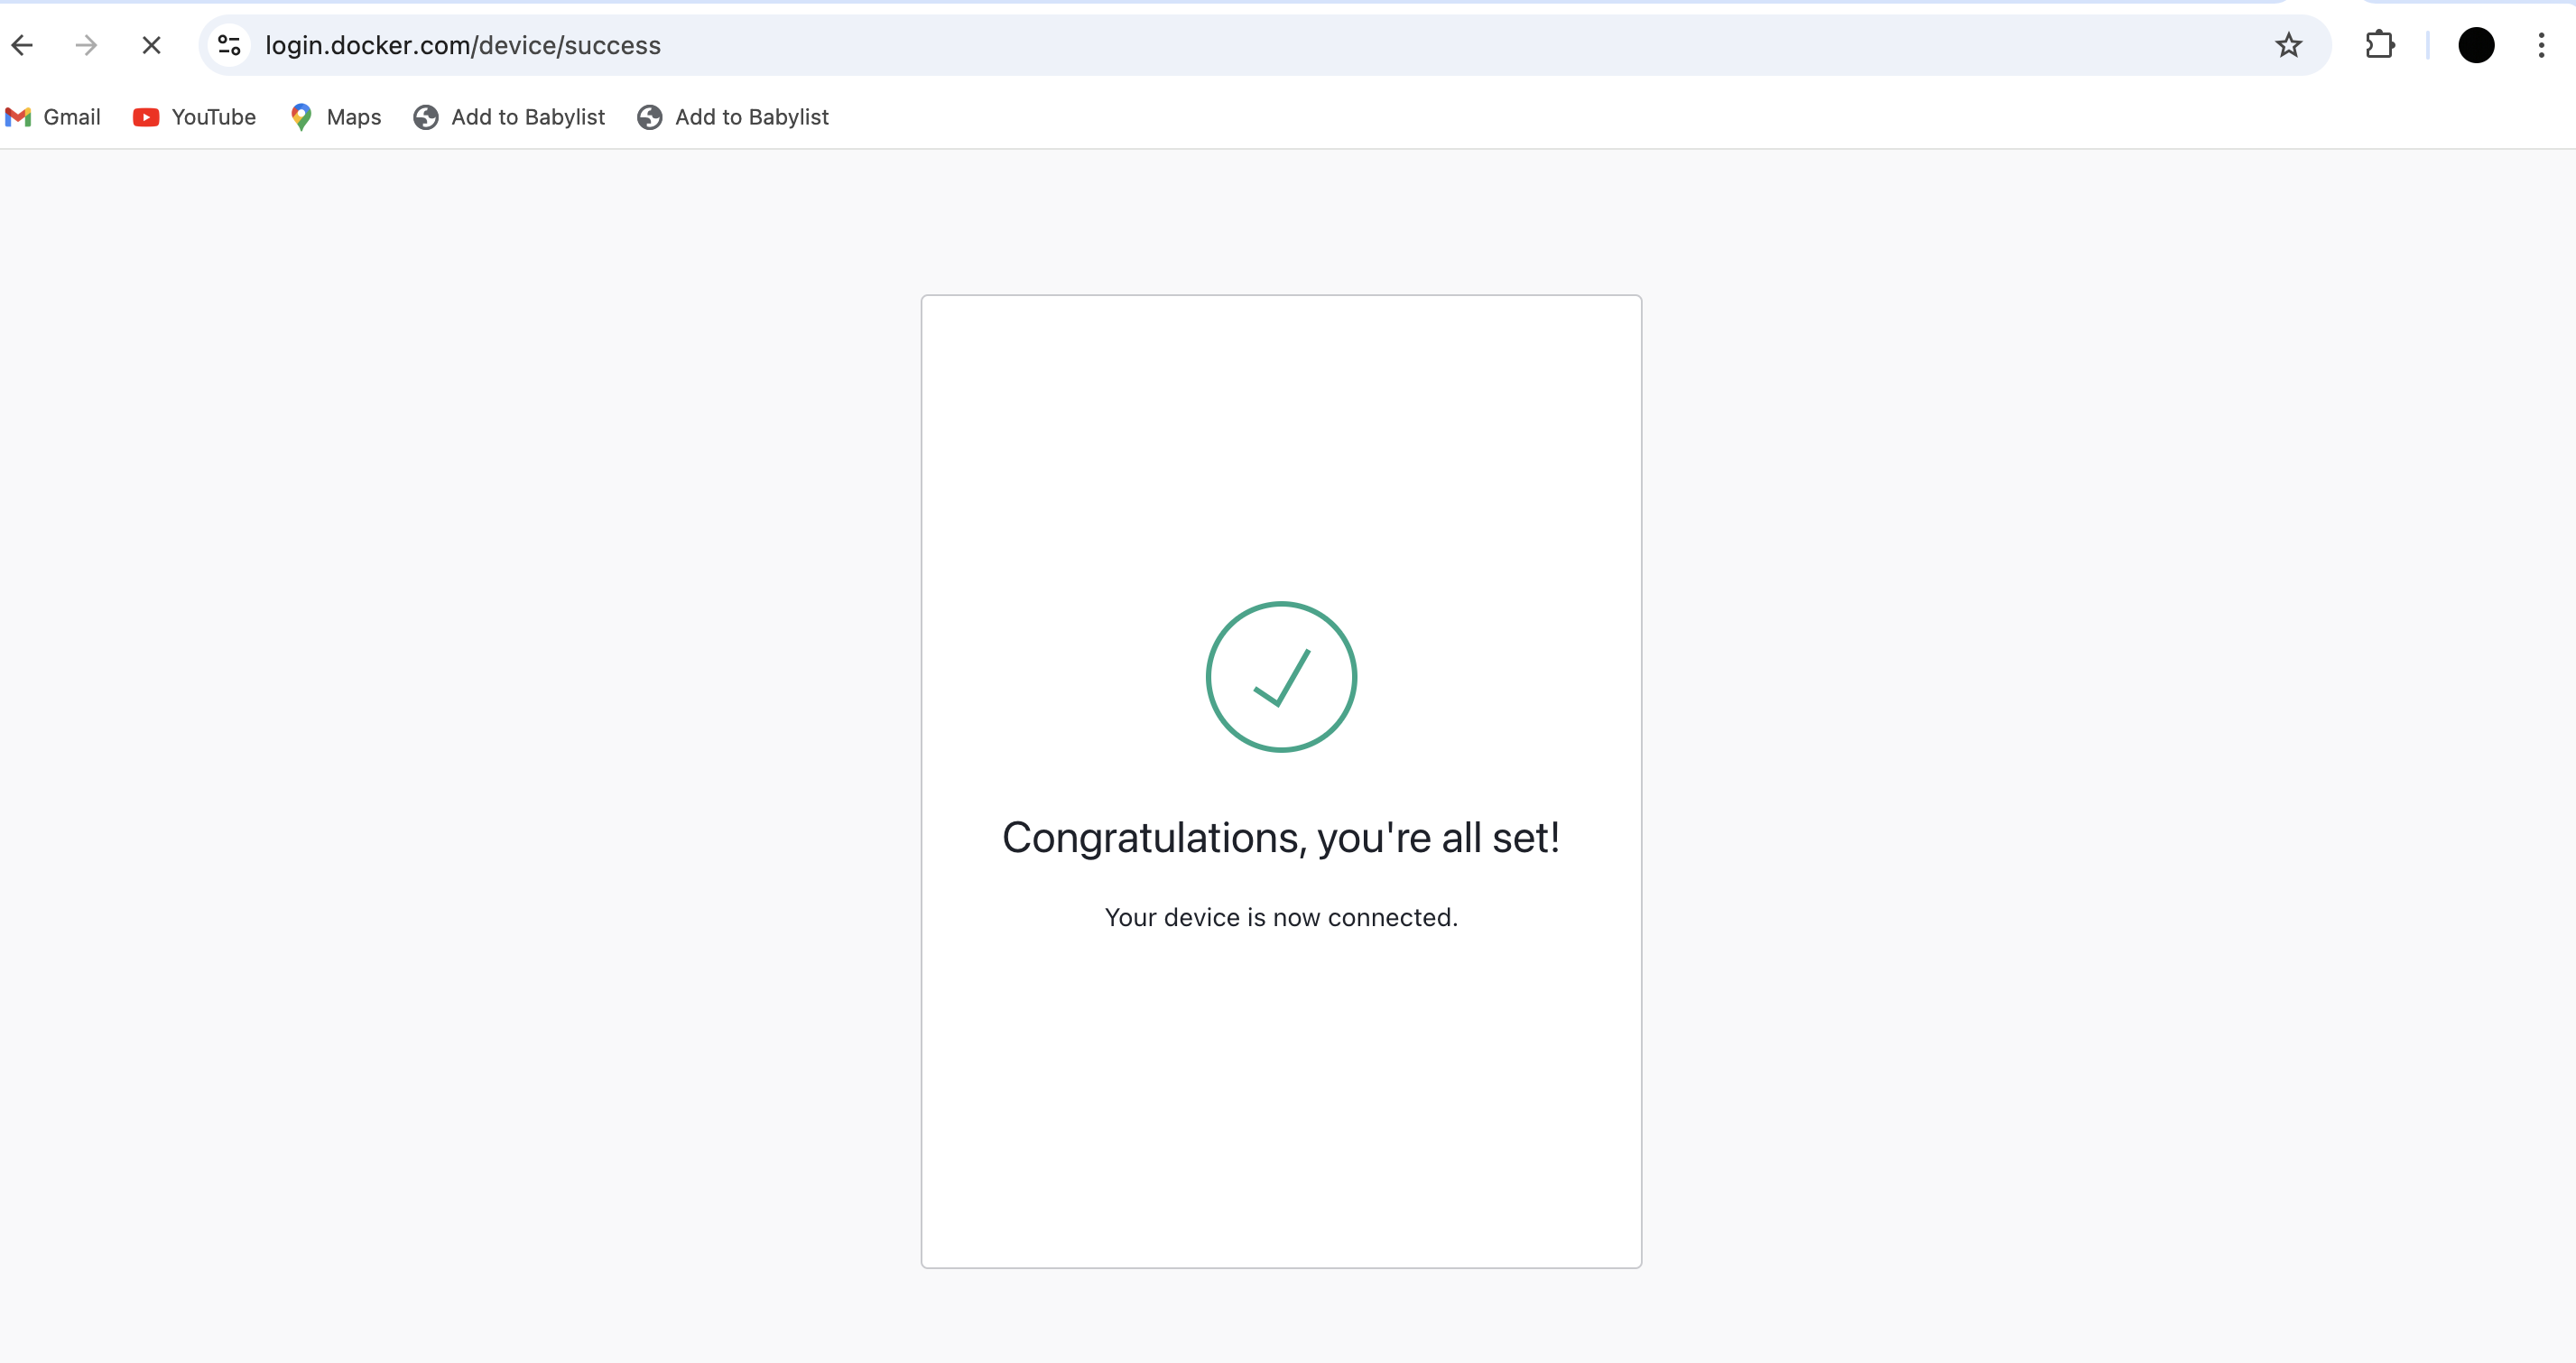 login.docker.com/device/success
Gmail YouTube Maps Add to Babylist Add to Babylist
Congratulations, you're all set!
Your device is now connected.